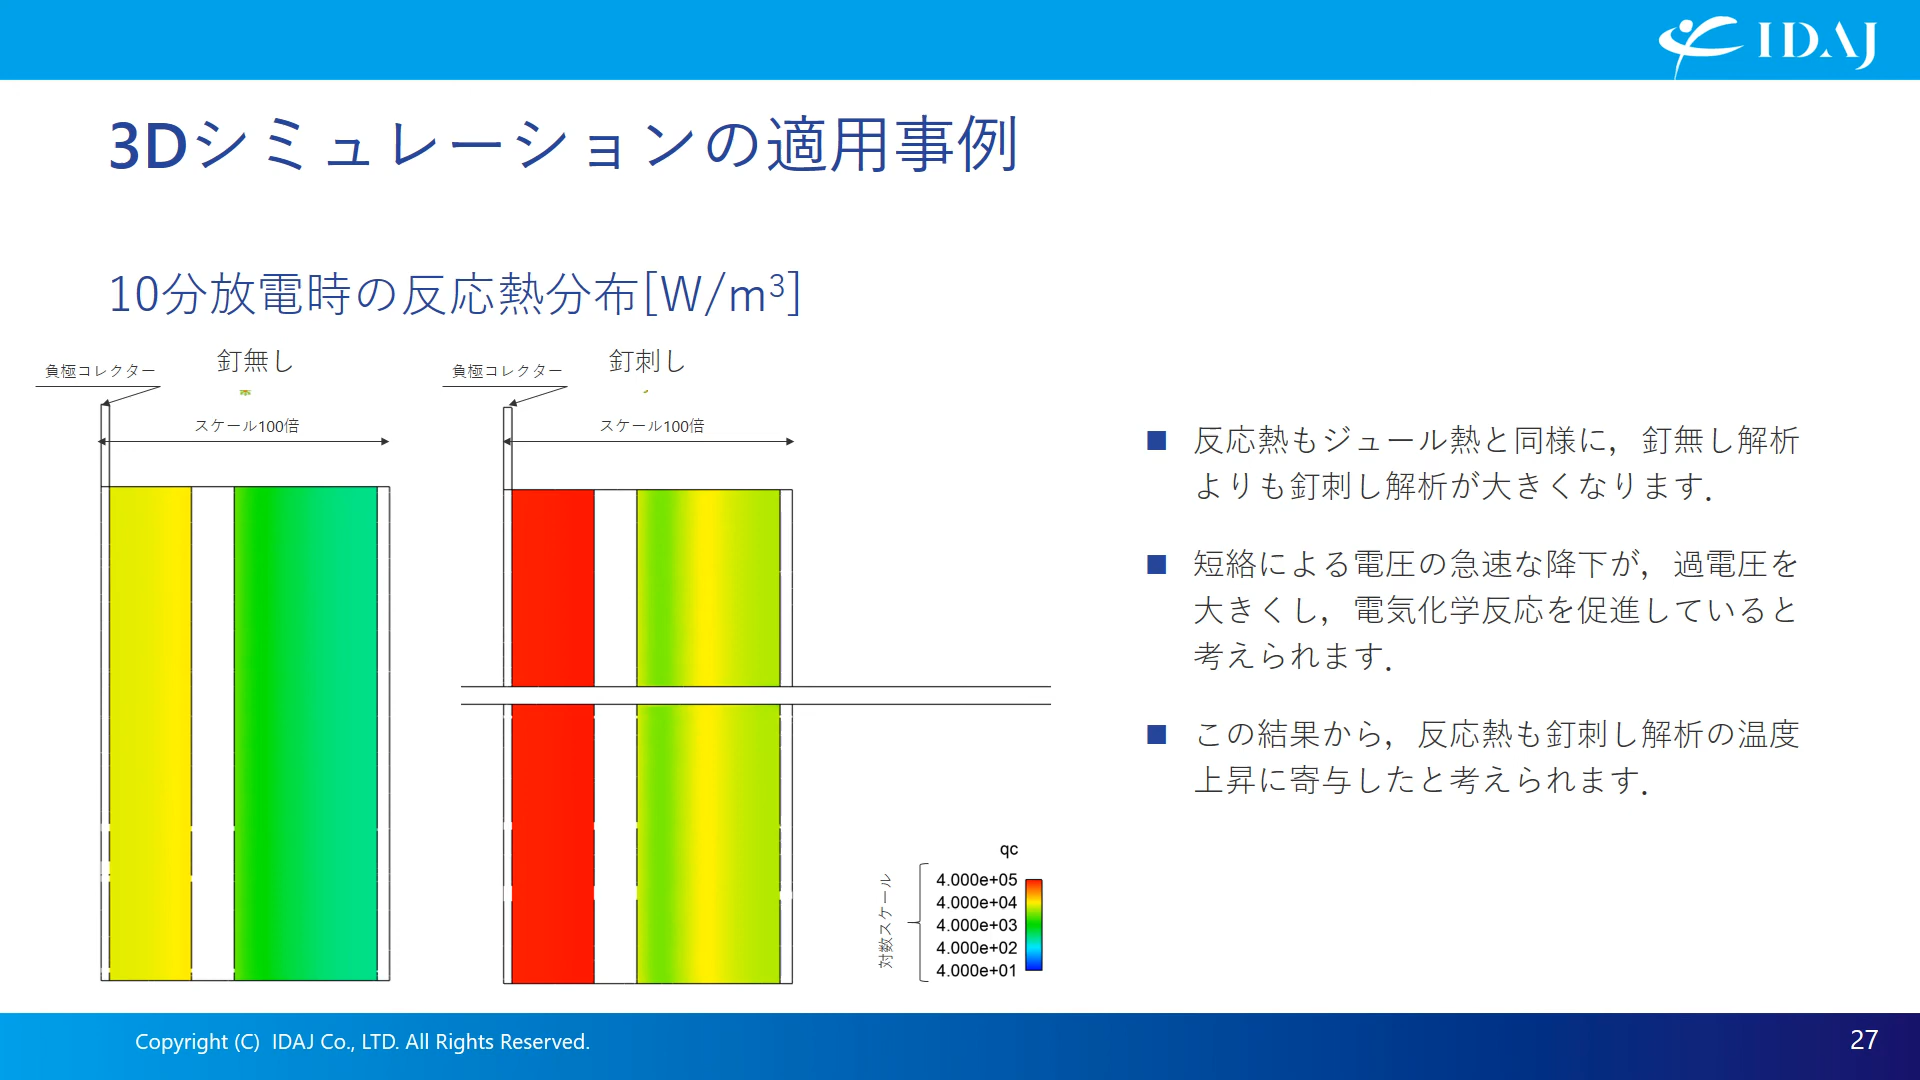 IDAJ
3Dシミュレーションの適用事例
10分放電時の反応熱分布[W/m³]
負極コレクター
釘無し
スケール100倍
負極コレクター
釘刺し
スケール100倍
反応熱もジュール熱と同様に，釘無し解析
よりも釘刺し解析が大きくなります．
短絡による電圧の急速な降下が，過電圧を
大きくし，電気化学反応を促進していると
考えられます．
この結果から，反応熱も釘刺し解析の温度
上昇に寄与したと考えられます．
対数スケール
qc
4.000e+05
4.000e+04
4.000e+03
4.000e+02
4.000e+01
Copyright (C)  IDAJ Co., LTD. All Rights Reserved.
27